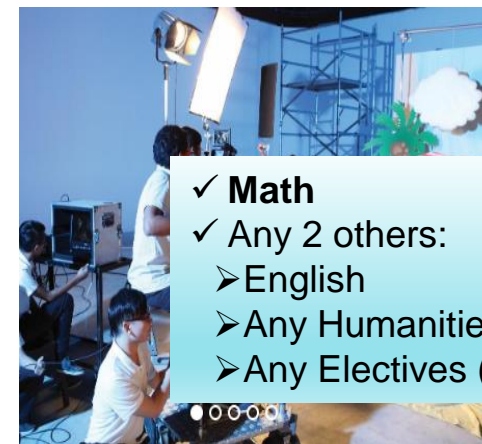 ✓ Math
✓ Any 2 others:
➢English
➢Any Humanitie
➢Any Electives (